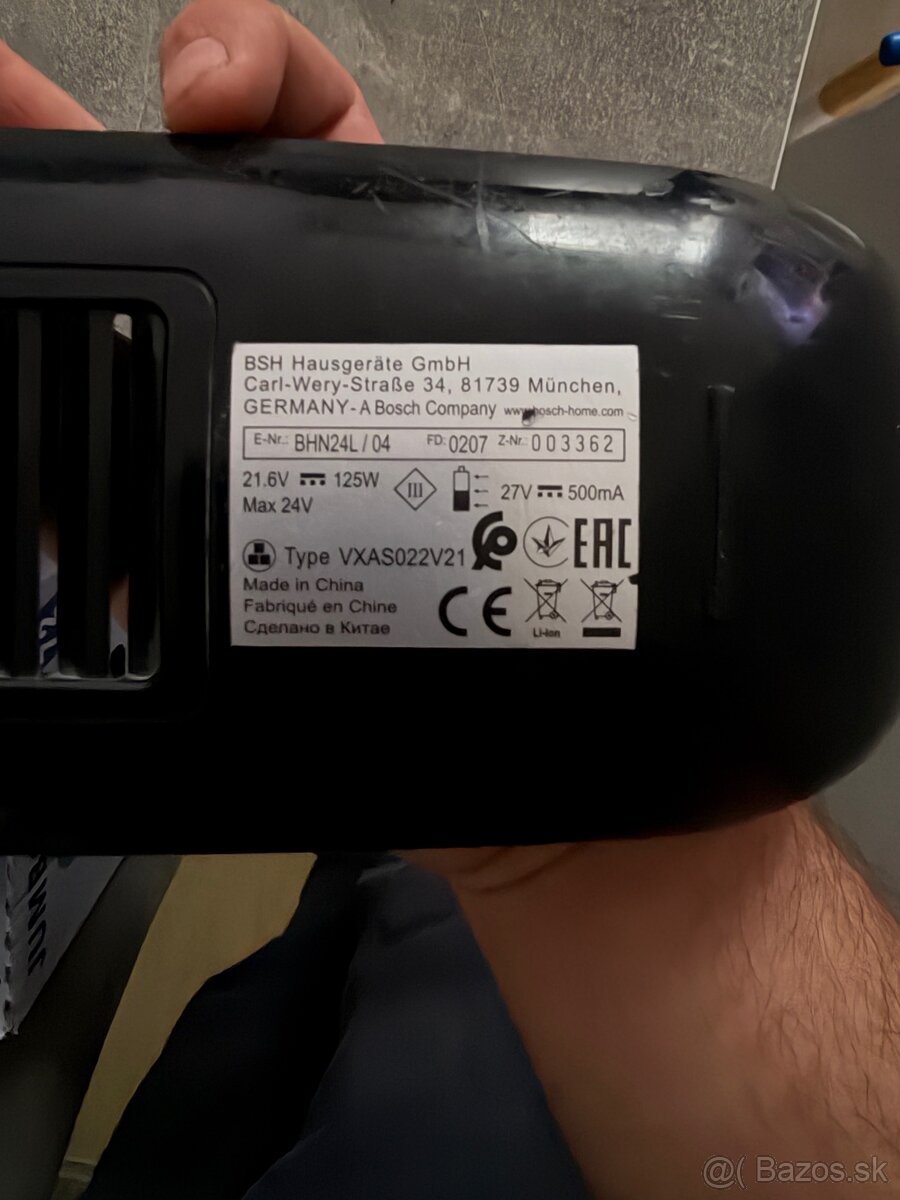 BSH Hausgeräte GmbH
Carl-Wery-Straße 34, 81739 München,
GERMANY - A Bosch Company www.bosch-home.com
E-Nr.: BHN24L / 04 FD: 0207 Z-Nr.: 003362
21.6V 125W
Max 24V
III
27V 500mA
Type VXAS022V21
EAC
Made in China
Fabriqué en Chine
Сделано в Китае
CE
Li-Ion
@( Bazos.sk